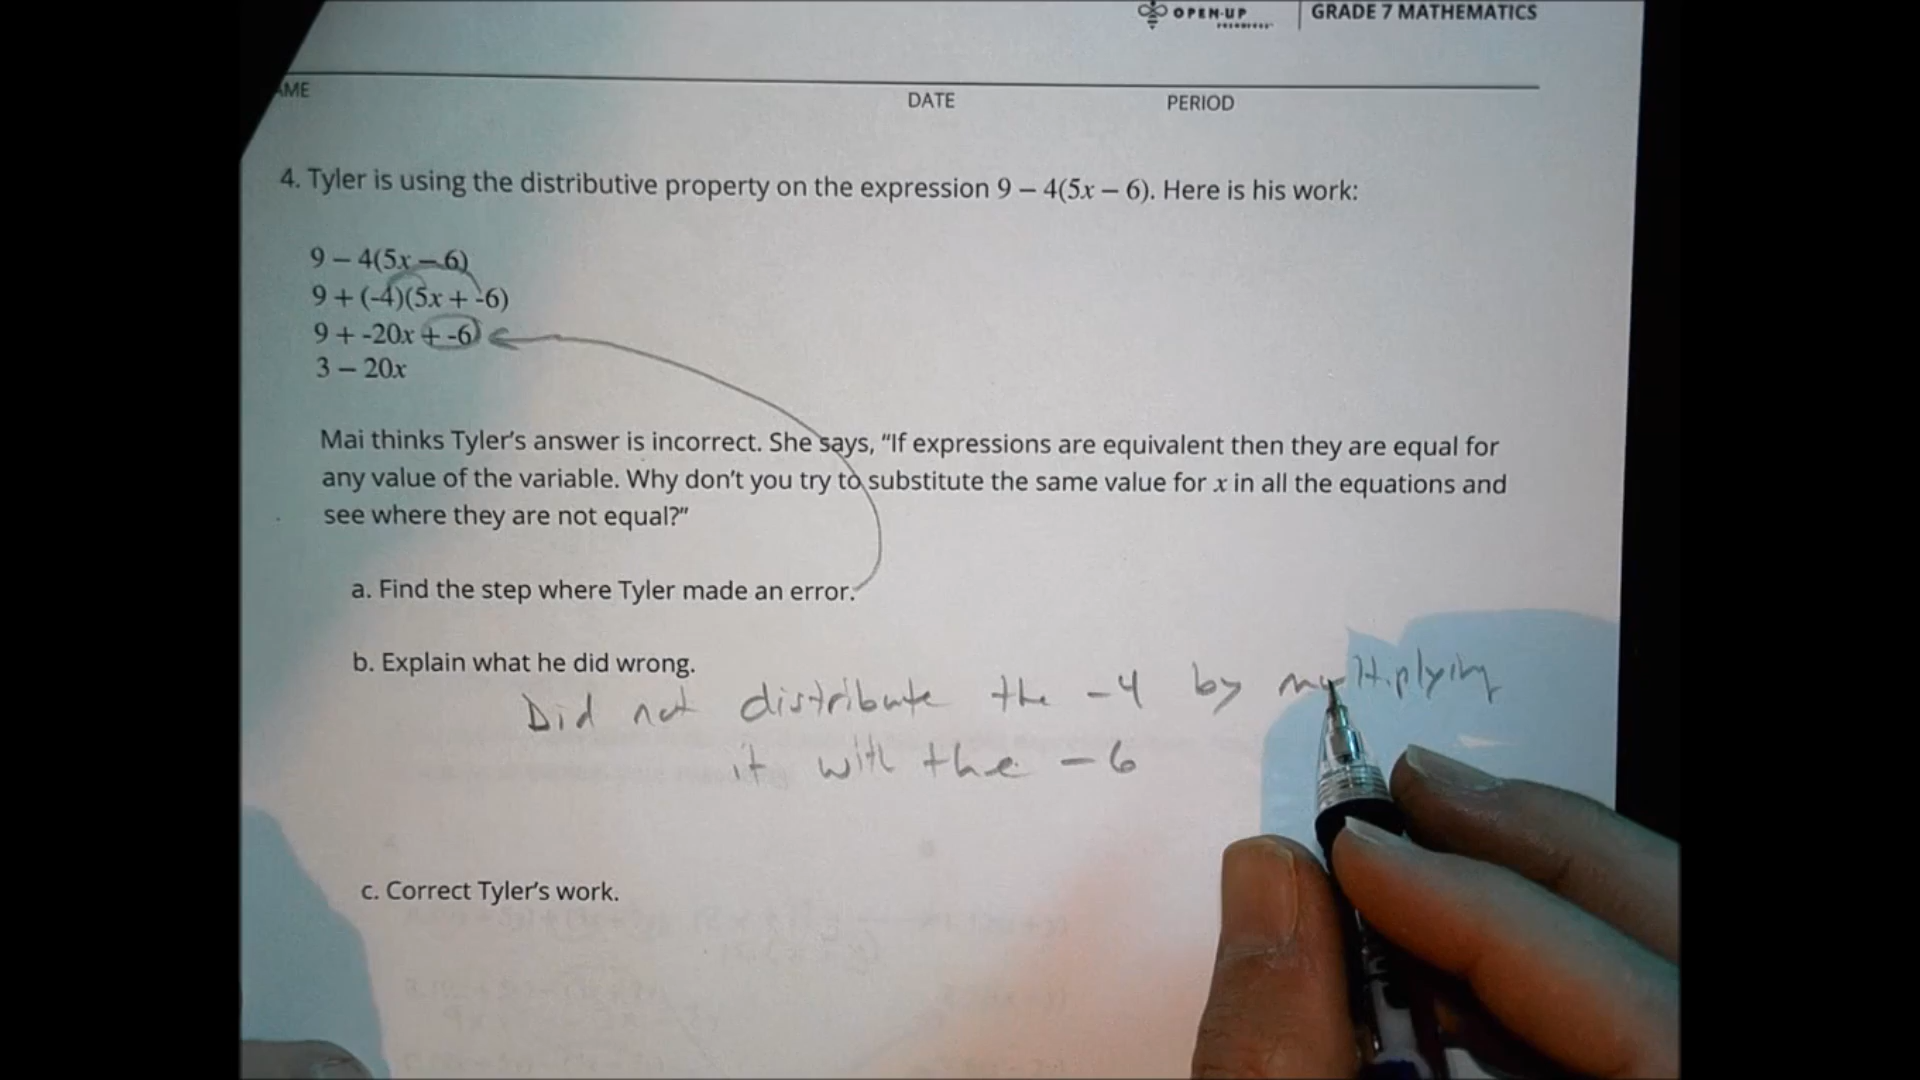 OPEN-UP
GRADE 7 MATHEMATICS
AME
DATE
PERIOD
4. Tyler is using the distributive property on the expression 9 – 4(5x – 6). Here is his work:
9 – 4(5x – 6)
9 + (-4)(5x + -6)
9 + -20x + -6
3 – 20x
Mai thinks Tyler's answer is incorrect. She says, "If expressions are equivalent then they are equal for
any value of the variable. Why don't you try to substitute the same value for x in all the equations and
see where they are not equal?"
a. Find the step where Tyler made an error.
b. Explain what he did wrong.
Did not distribute the -4 by multiplying
it with the -6
c. Correct Tyler's work.